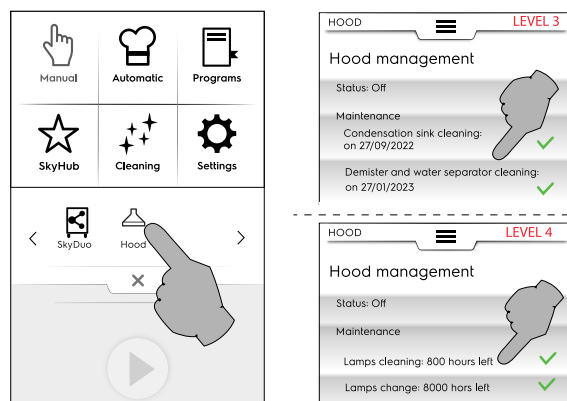 Manual
Automatic
Programs
SkyHub
Cleaning
Settings
SkyDuo
Hood
HOOD
LEVEL 3
Hood management
Status: Off
Maintenance
Condensation sink cleaning:
on 27/09/2022
Demister and water separator cleaning:
on 27/01/2023
HOOD
LEVEL 4
Hood management
Status: Off
Maintenance
Lamps cleaning: 800 hours left
Lamps change: 8000 hors left